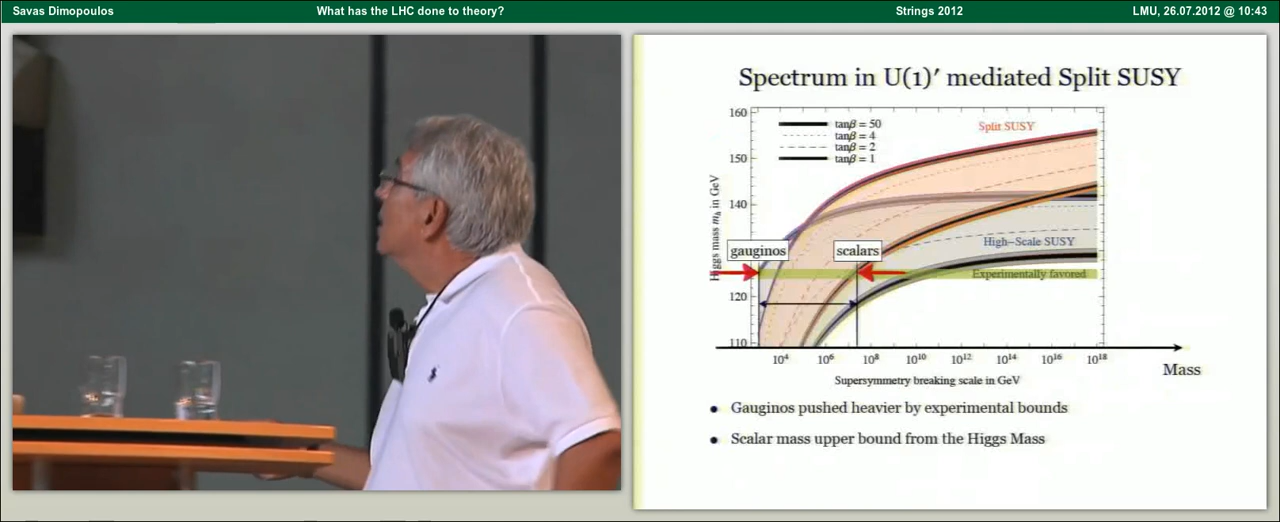 Savas Dimopoulos
What has the LHC done to theory?
Strings 2012
LMU, 26.07.2012 @ 10:43
Spectrum in U(1)′ mediated Split SUSY
160
150
140
120
110
Higgs mass mₕ in GeV
tanβ = 50
tanβ = 4
tanβ = 2
tanβ = 1
Split SUSY
High–Scale SUSY
Experimentally favored
gauginos
scalars
10⁴
10⁶
10⁸
10¹⁰
10¹²
10¹⁴
10¹⁶
10¹⁸
Supersymmetry breaking scale in GeV
Mass
• Gauginos pushed heavier by experimental bounds
• Scalar mass upper bound from the Higgs Mass